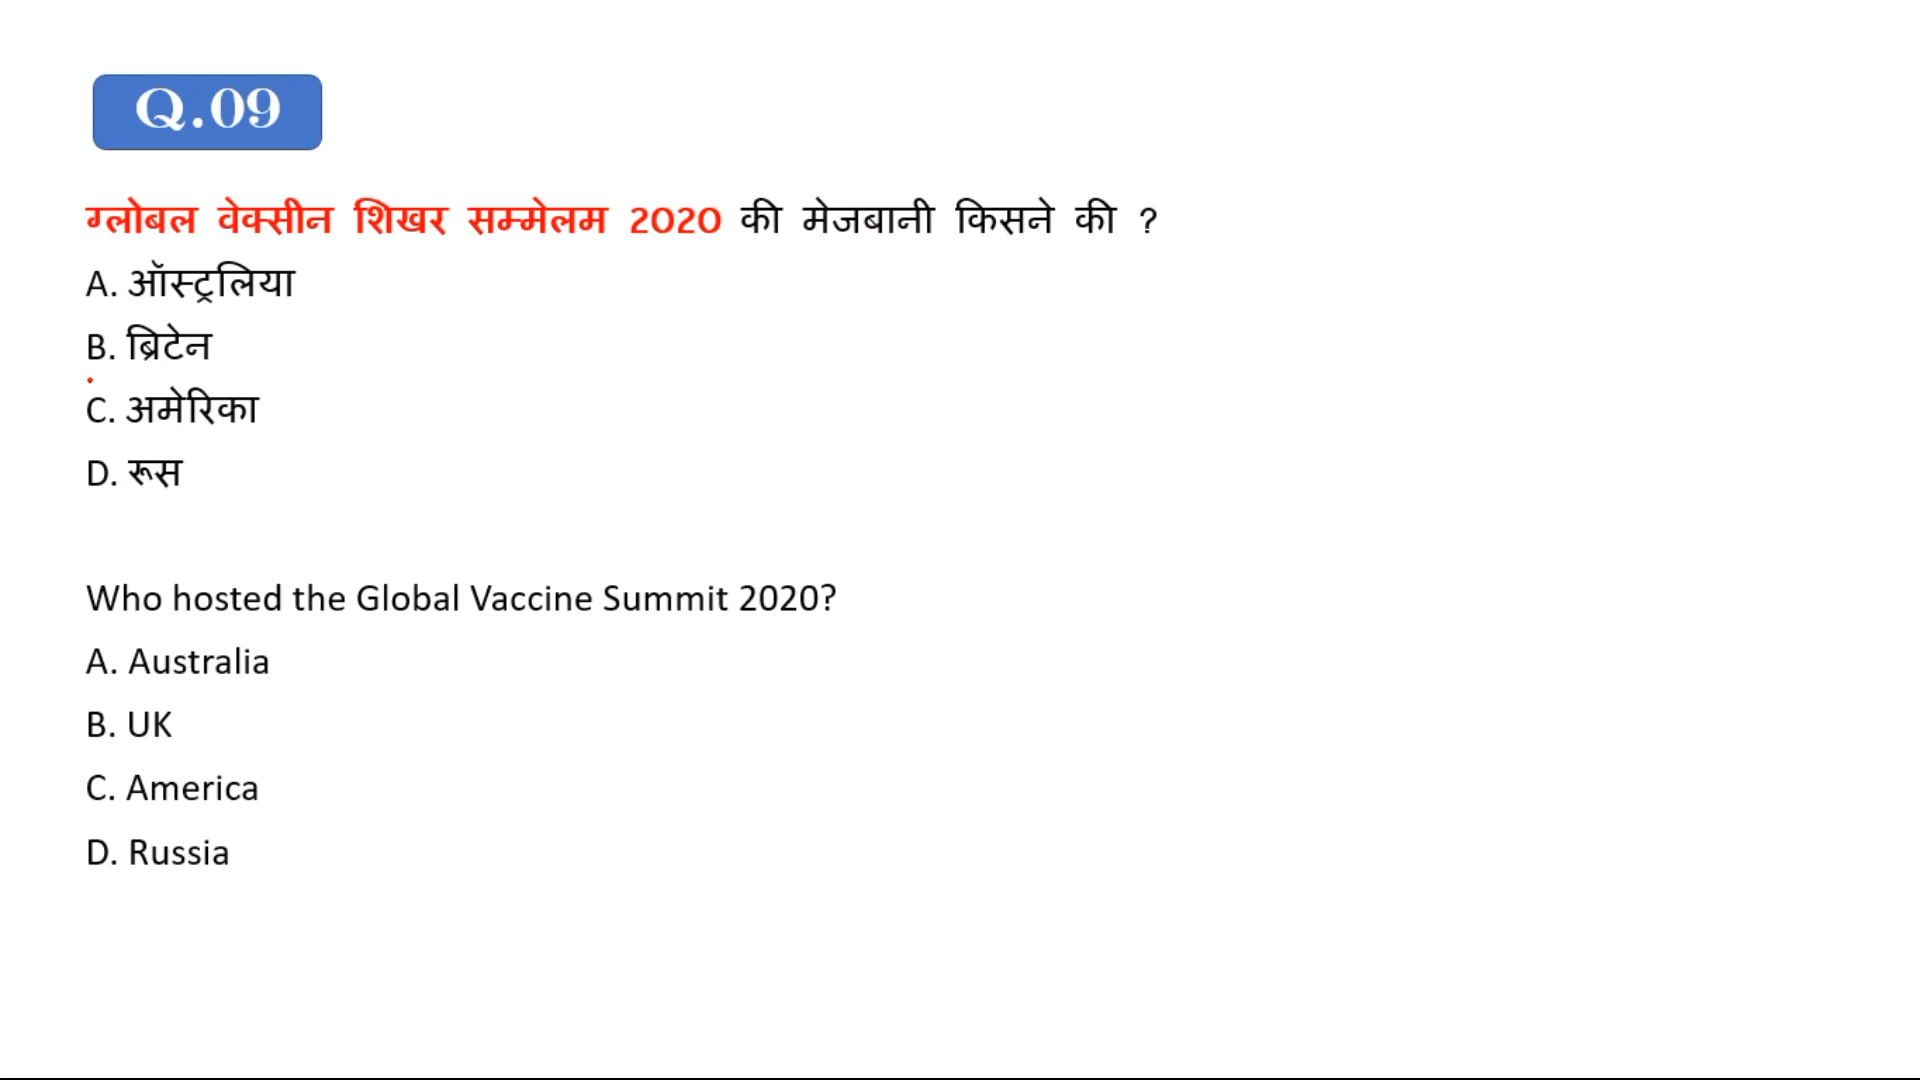 Q.09
ग्लोबल वेक्सीन शिखर सम्मेलम 2020 की मेजबानी किसने की ?
A. ऑस्ट्रलिया
B. ब्रिटेन
C. अमेरिका
D. रूस
Who hosted the Global Vaccine Summit 2020?
A. Australia
B. UK
C. America
D. Russia